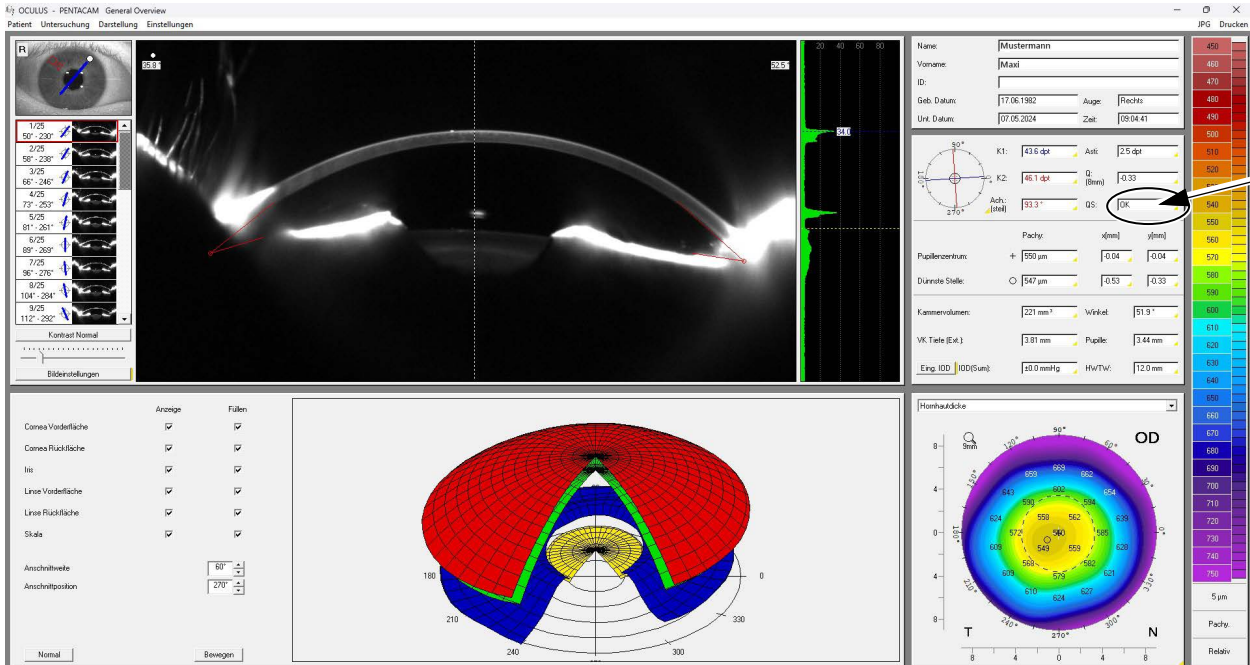 OCULUS - PENTACAM General Overview
Patient Untersuchung Darstellung Einstellungen
JPG Drucken
R
1/25
50° - 230°
2/25
58° - 238°
3/25
66° - 246°
4/25
73° - 253°
5/25
81° - 261°
6/25
89° - 269°
7/25
96° - 276°
8/25
104° - 284°
9/25
112° - 292°
Kontrast Normal
Bildeinstellungen
35.8°
52.5°
20 40 60 80
34.0
Name: Mustermann
Vorname: Maxi
ID:
Geb. Datum: 17.06.1982 Auge: Rechts
Unt. Datum: 07.05.2024 Zeit: 09:04:41
90°
180°
0°
270°
K1: 43.6 dpt Asti: 2.5 dpt
K2: 46.1 dpt Q: (8mm) -0.33
Ach.: (steil) 93.3° QS: OK
Pachy: x[mm] y[mm]
Pupillenzentrum: + 550 µm -0.04 -0.04
Dünnste Stelle: O 547 µm -0.53 -0.33
Kammervolumen: 221 mm³ Winkel: 51.9°
VK Tiefe (Ext.): 3.81 mm Pupille: 3.44 mm
Eing. IOD IOD(Sum): ±0.0 mmHg HWTW: 12.0 mm
Anzeige Füllen
Cornea Vorderfläche
Cornea Rückfläche
Iris
Linse Vorderfläche
Linse Rückfläche
Skala
Anschnittweite 60°
Anschnittposition 270°
Normal Bewegen
180
0
210
330
240
300
Hornhautdicke
9mm
OD
90°
120°
60°
30°
180°
0°
210°
330°
240°
300°
270°
8
4
0
4
8
659 669 662
643 602 654
590 594
624 558 562 639
572 585
609 549 559 628
568 582
609 579 621
610 624 627
T N
8 4 0 4 8
450
460
470
480
490
500
510
520
540
550
560
570
580
590
600
610
620
630
640
650
660
670
680
690
700
710
720
730
740
750
5 µm
Pachy.
Relativ